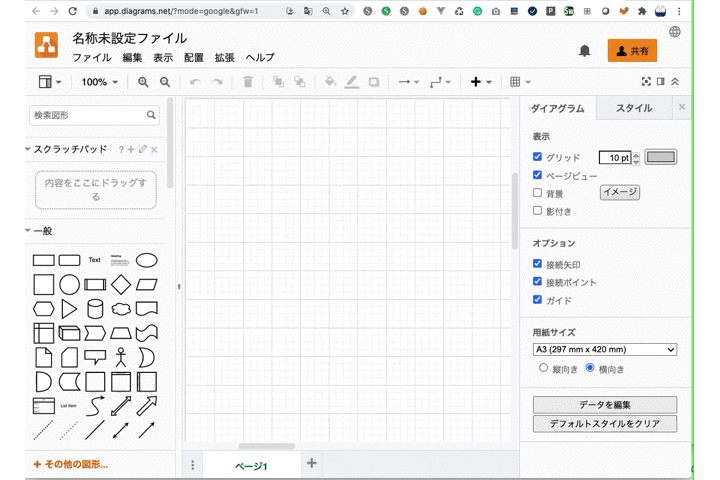 app.diagrams.net/?mode=google&gfw=1
名称未設定ファイル
ファイル 編集 表示 配置 拡張 ヘルプ
共有
100%
検索図形
スクラッチパッド
?
内容をここにドラッグす
る
一般
Text
Heading
List Item
その他の図形...
ページ1
ダイアグラム スタイル
表示
グリッド 10 pt
ページビュー
背景 イメージ
影付き
オプション
接続矢印
接続ポイント
ガイド
用紙サイズ
A3 (297 mm x 420 mm)
縦向き 横向き
データを編集
デフォルトスタイルをクリア